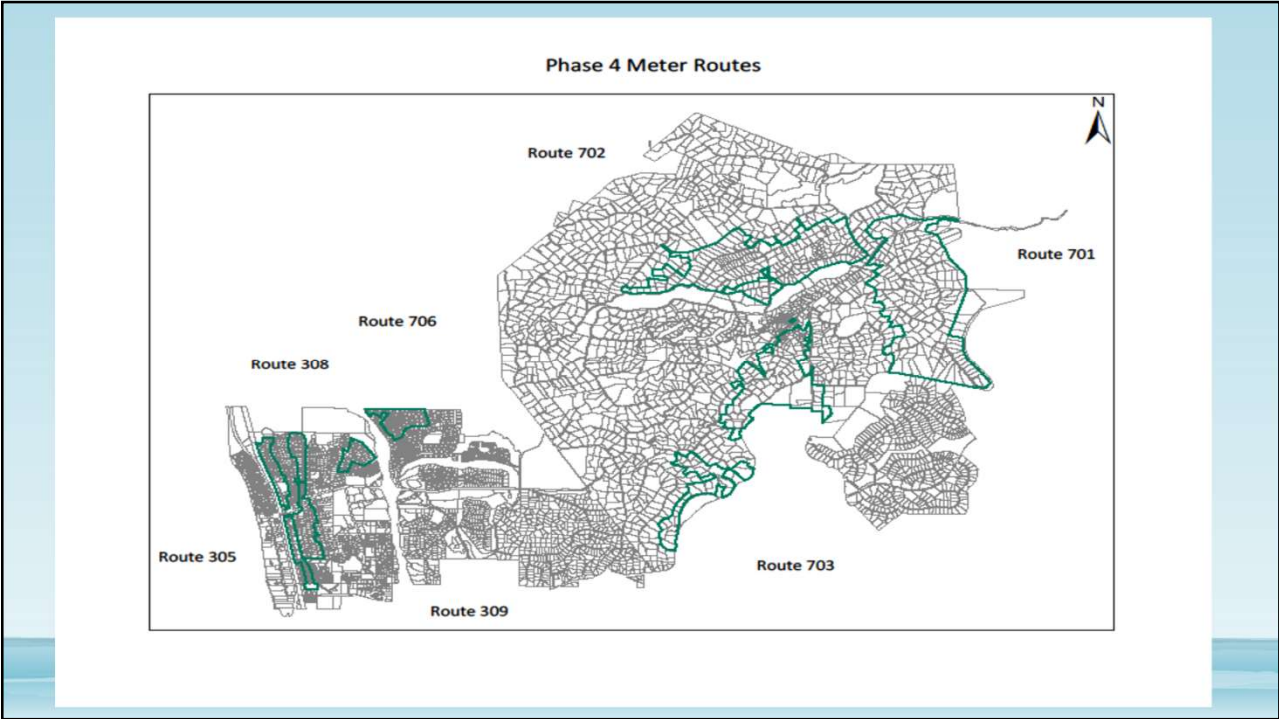 Phase 4 Meter Routes
N
Route 702
Route 701
Route 706
Route 308
Route 305
Route 703
Route 309